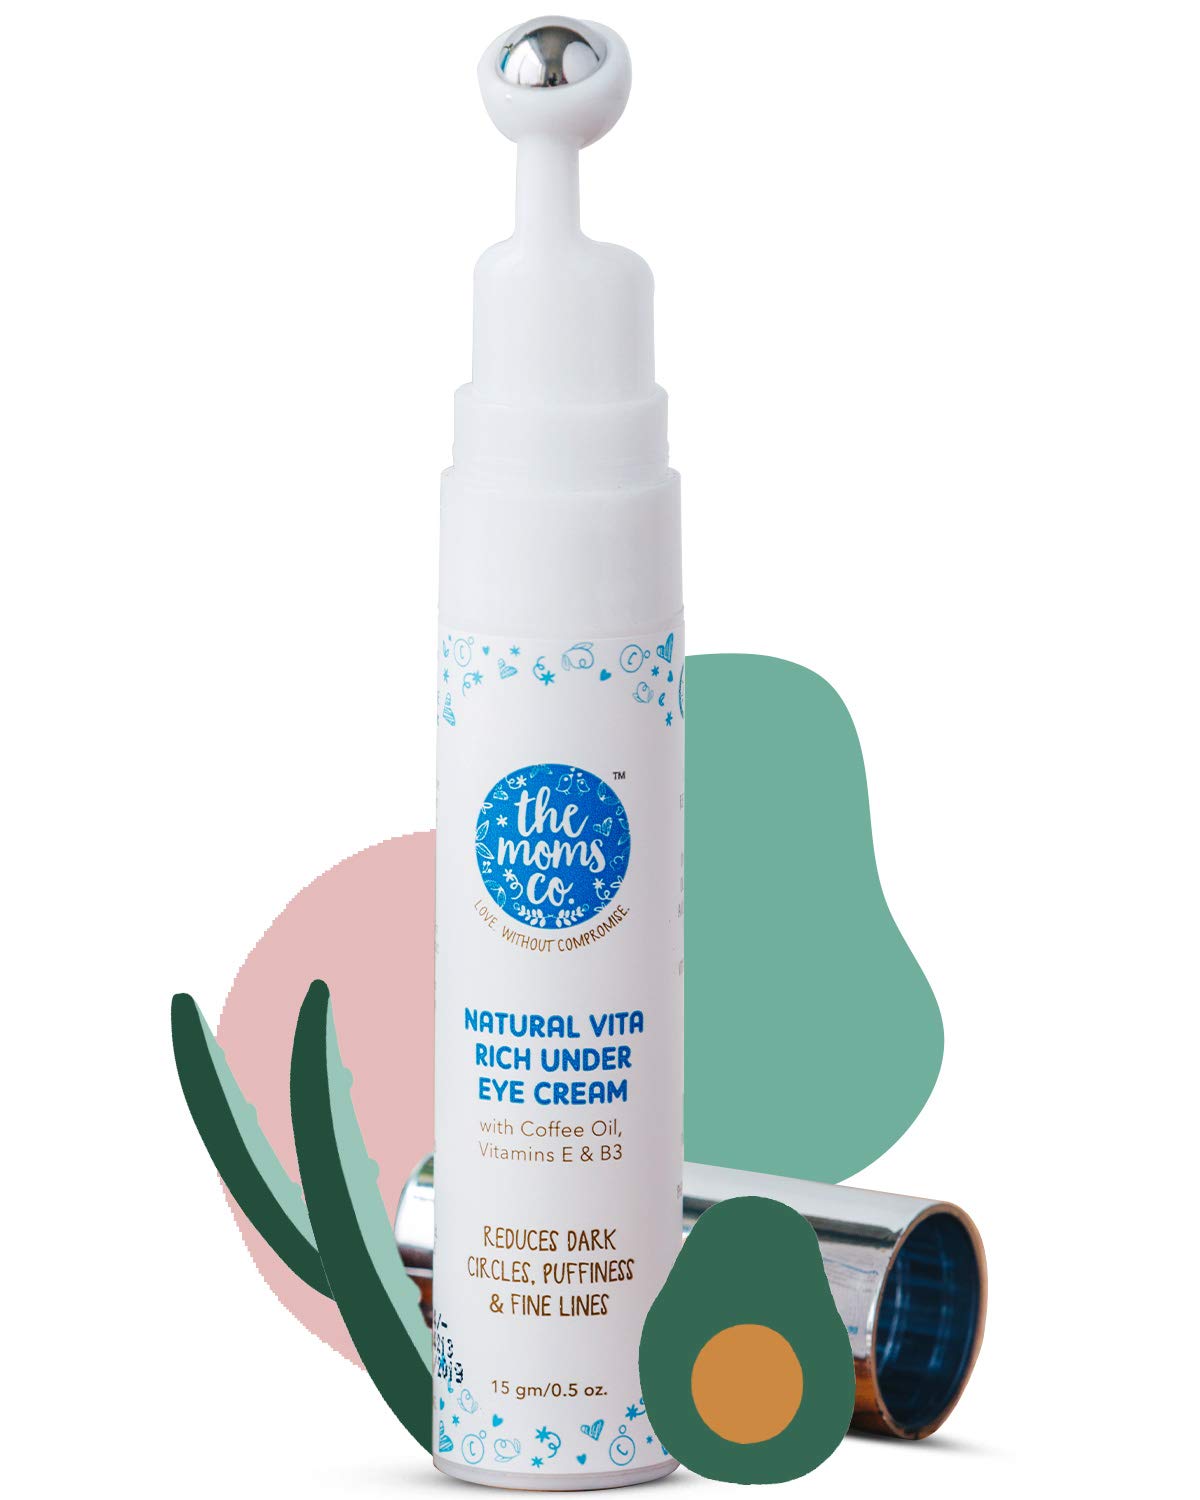 the
moms
co.
TM
LOVE. WITHOUT COMPROMISE.
NATURAL VITA
RICH UNDER
EYE CREAM
with Coffee Oil,
Vitamins E & B3
REDUCES DARK
CIRCLES, PUFFINESS
& FINE LINES
15 gm/0.5 oz.